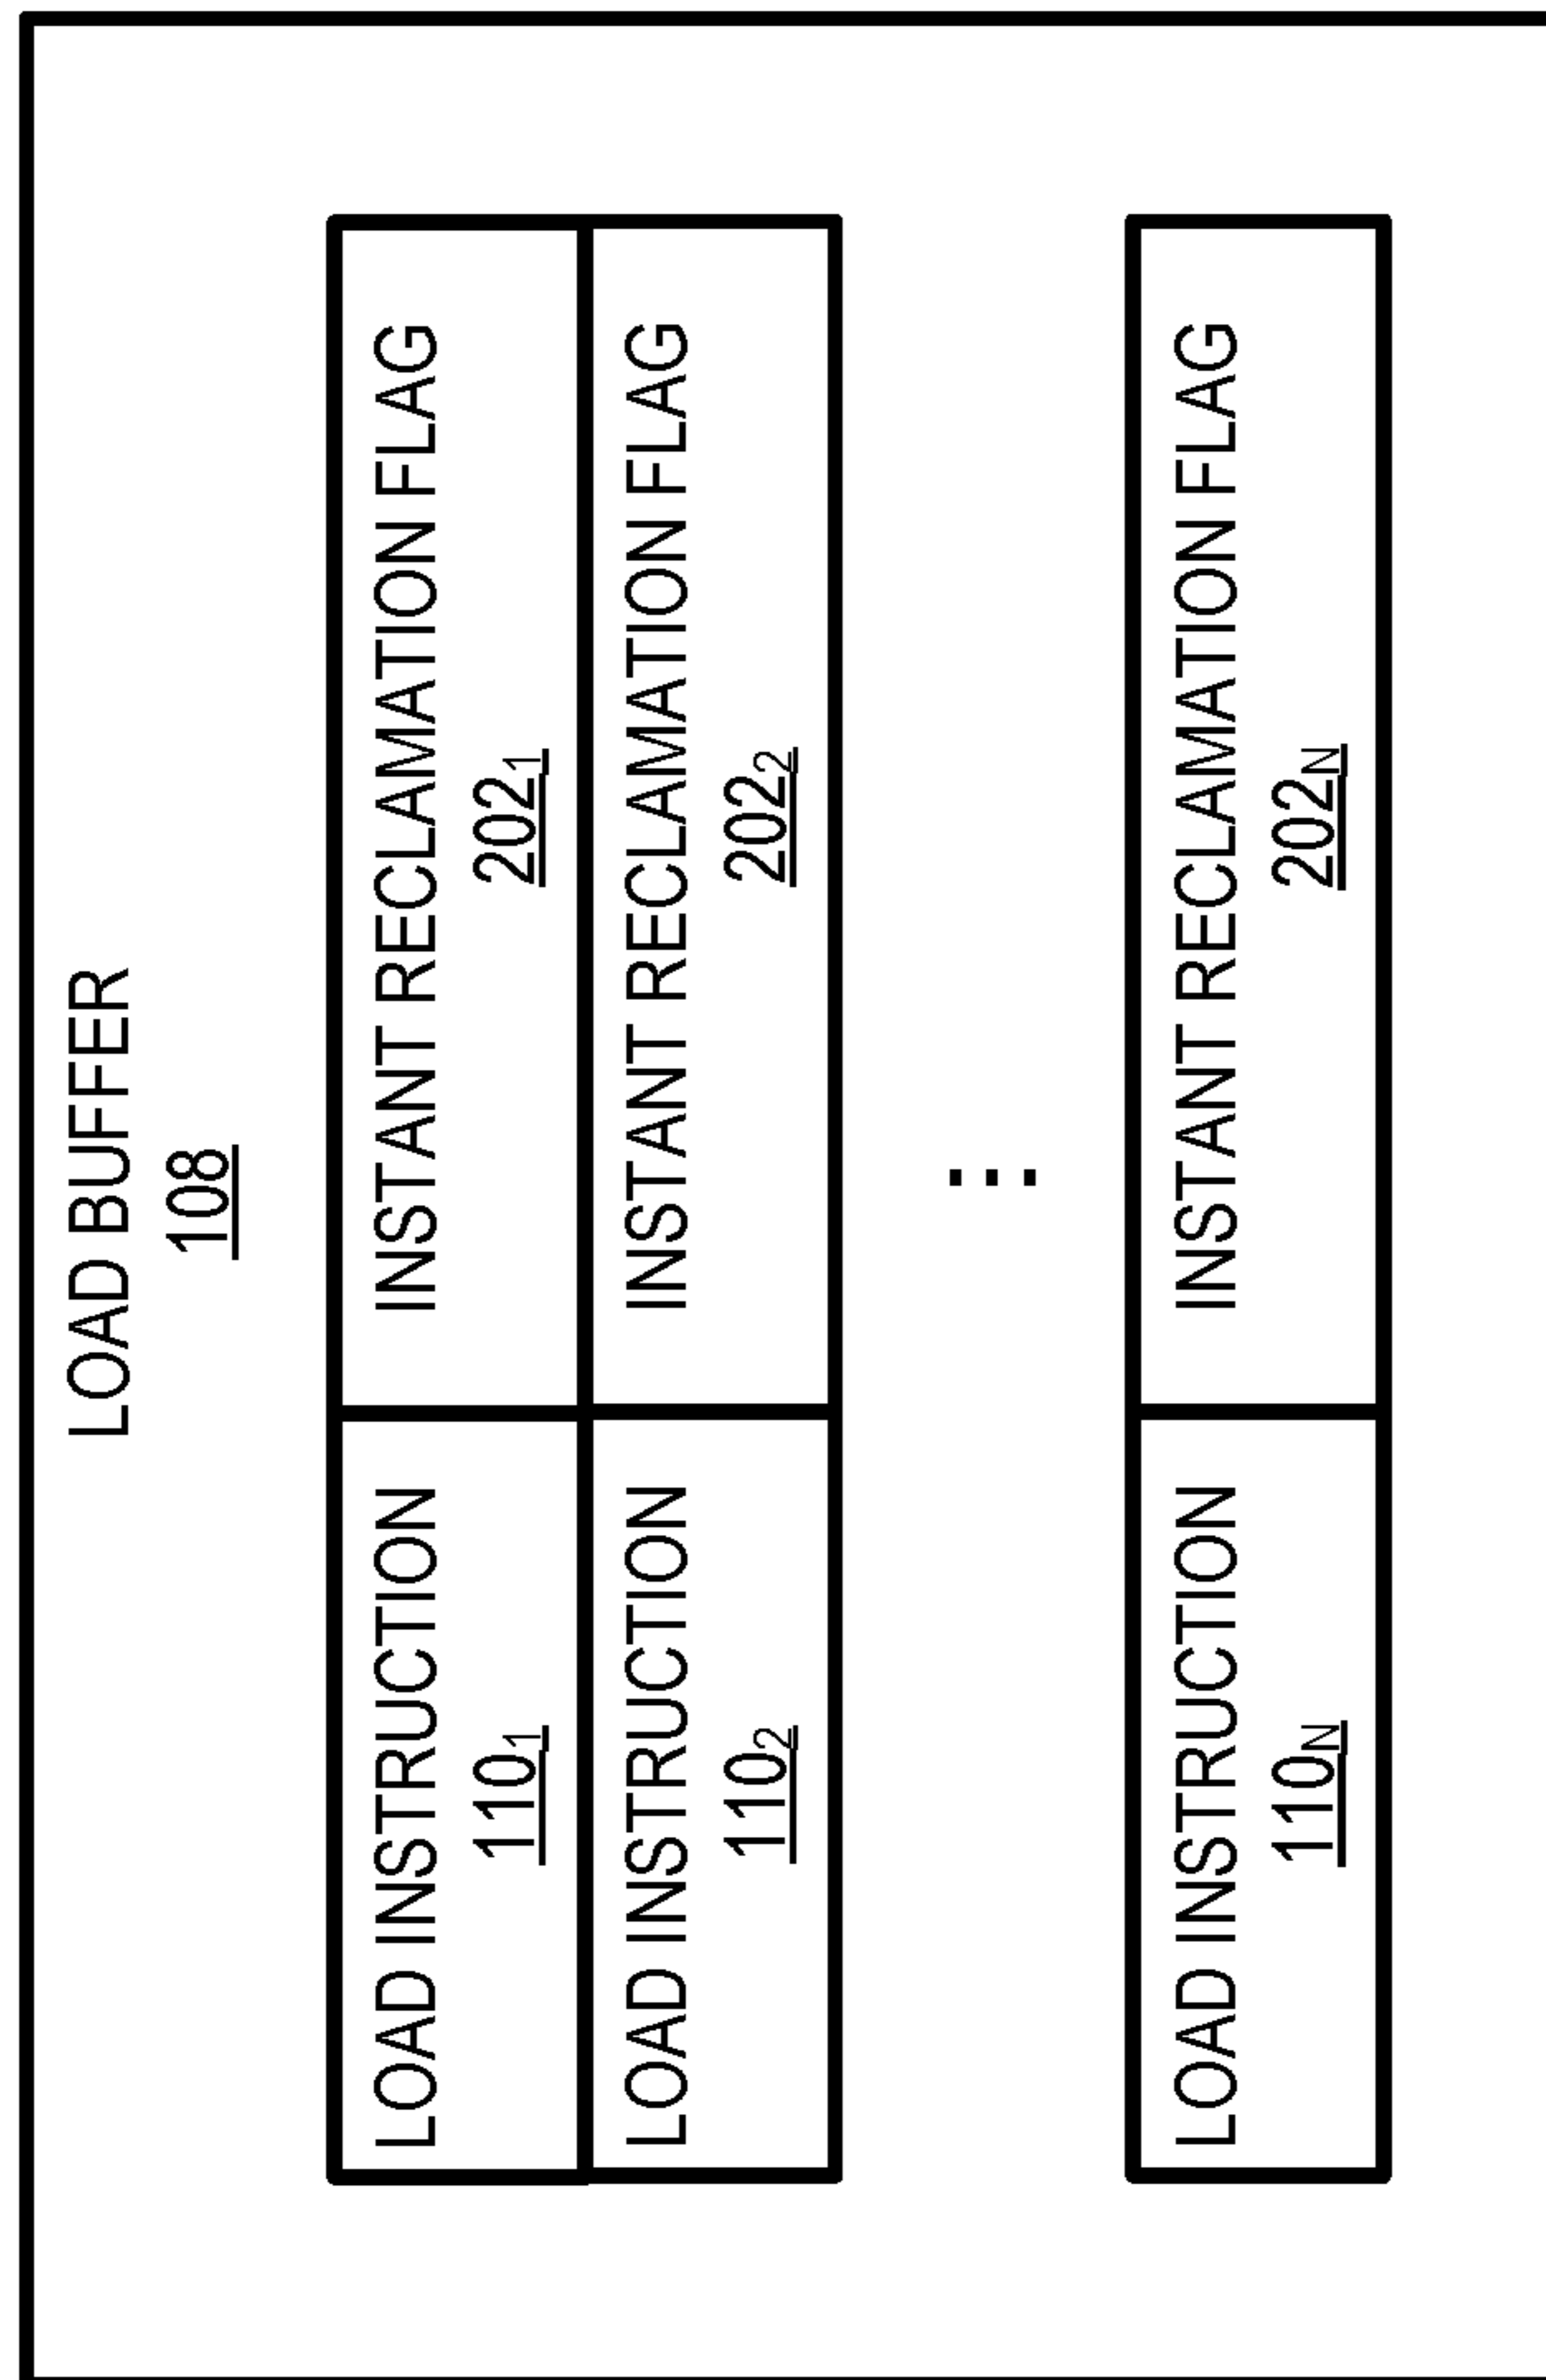 LOAD BUFFER
108
LOAD INSTRUCTION
110₁
INSTANT RECLAMATION FLAG
202₁
LOAD INSTRUCTION
110₂
INSTANT RECLAMATION FLAG
202₂
...
LOAD INSTRUCTION
110N
INSTANT RECLAMATION FLAG
202N